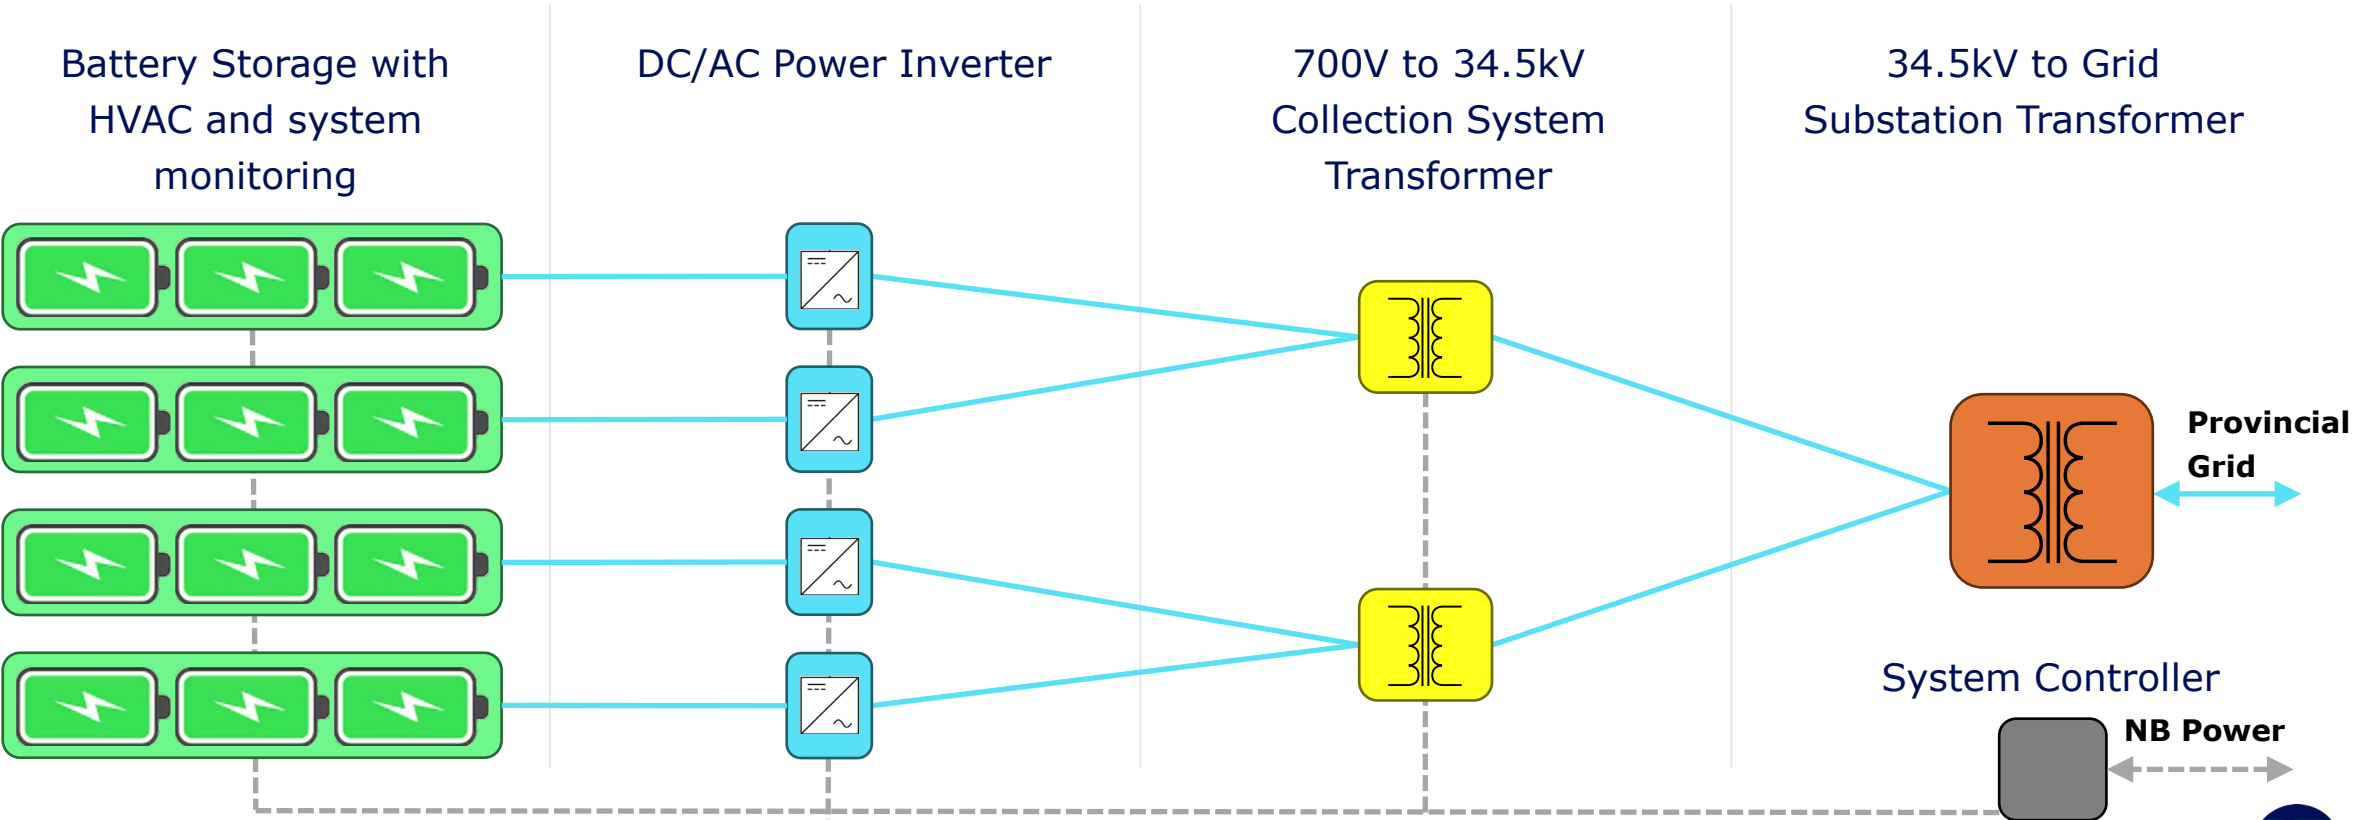 Battery Storage with
HVAC and system
monitoring
DC/AC Power Inverter
700V to 34.5kV
Collection System
Transformer
34.5kV to Grid
Substation Transformer
Provincial
Grid
System Controller
NB Power